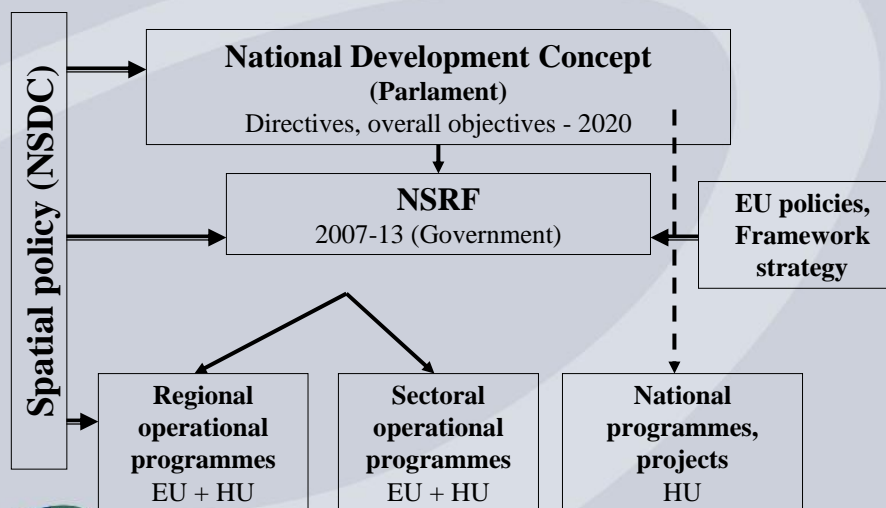 Spatial policy (NSDC)
National Development Concept
(Parlament)
Directives, overall objectives - 2020
NSRF
2007-13 (Government)
EU policies,
Framework
strategy
Regional
operational
programmes
EU + HU
Sectoral
operational
programmes
EU + HU
National
programmes,
projects
HU